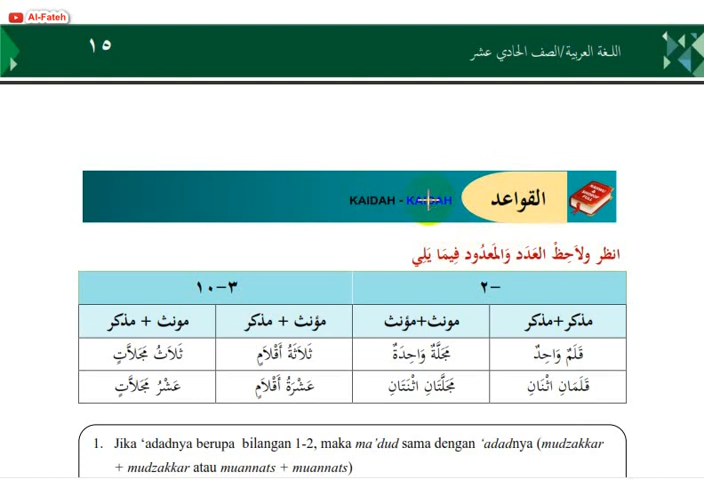 Al-Fateh
اللغة العربية/الصف الحادي عشر ١٥
القواعد KAIDAH - KAIDAH
انظر ولاَحِظْ العَدَد وَالمَعدُود فِيمَا يَلِي
٢- ٣-١٠
مذكر+مذكر مونث+مؤنث مؤنث + مذكر مونث + مذكر
قَلَمٌ وَاحِدٌ مَجَلَّةٌ وَاحِدَةٌ ثَلاَثَةُ أَقْلاَمٍ ثَلاَثُ مَجَلاَّتٍ
قَلَمَانِ اثْنَانِ مَجَلَّتَانِ اثْنَتَانِ عَشْرَةُ أَقْلاَمٍ عَشْرُ مَجَلاَّتٍ
1. Jika ‘adadnya berupa bilangan 1-2, maka ma’dud sama dengan ‘adadnya (mudzakkar
+ mudzakkar atau muannats + muannats)